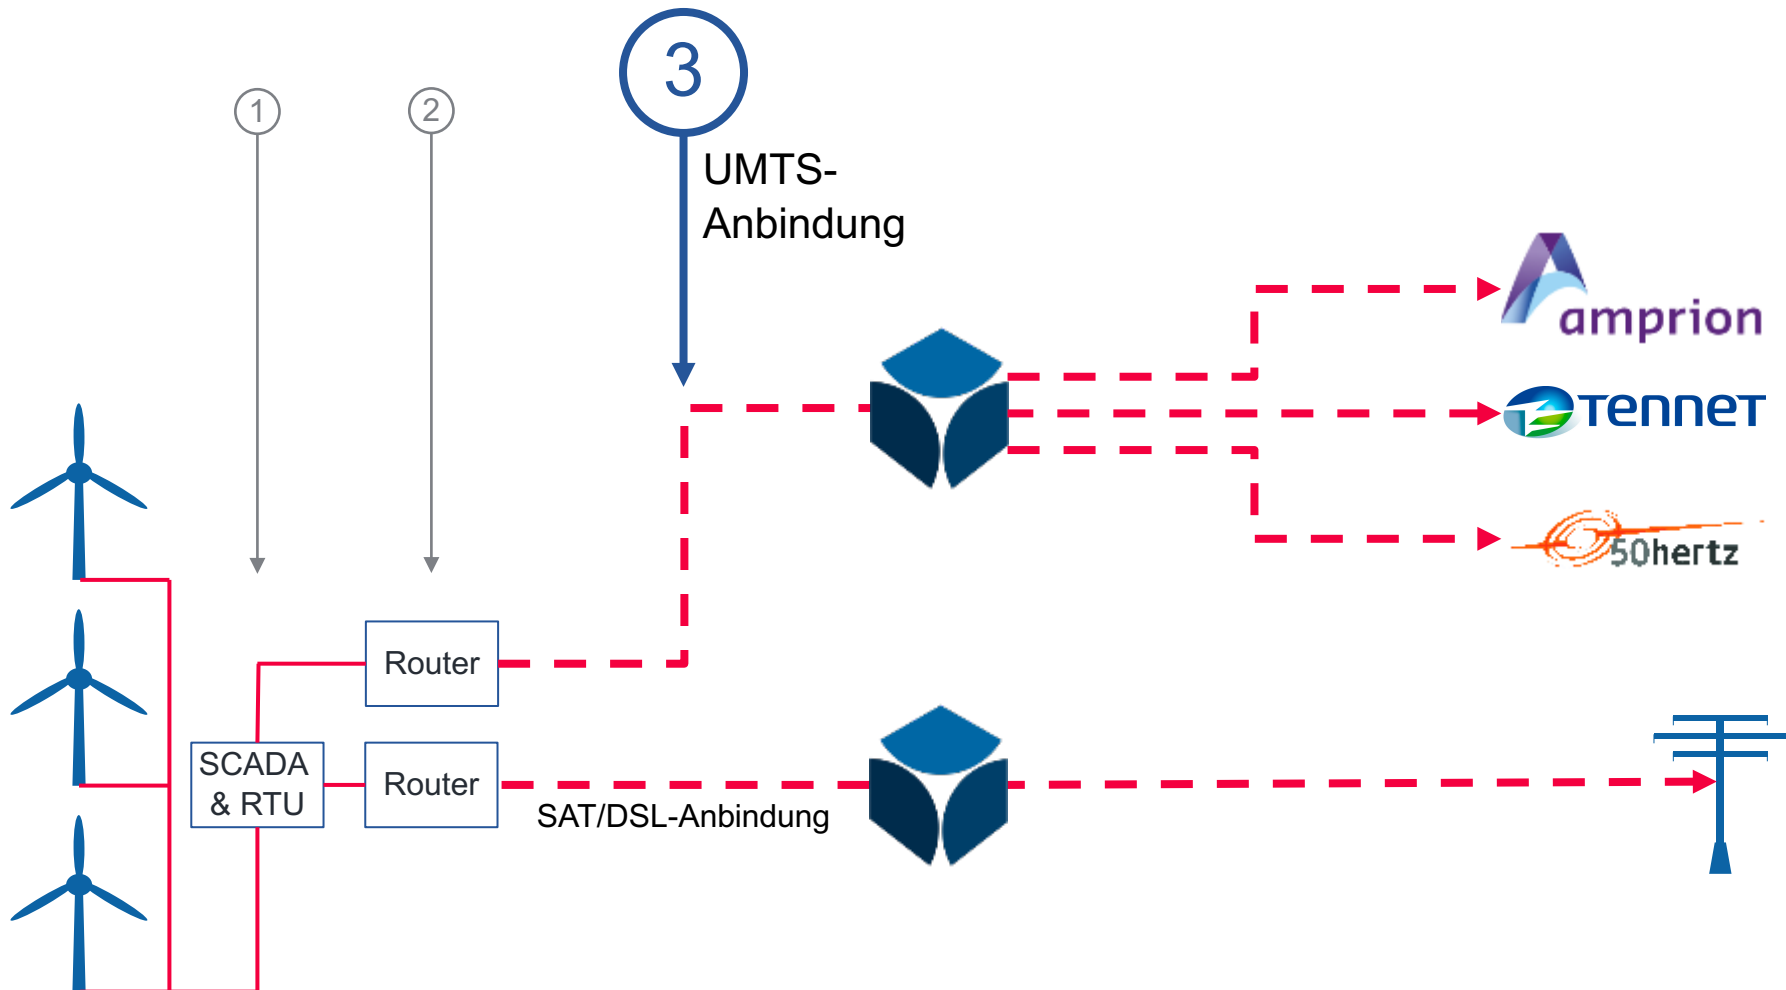 3
1
2
UMTS-
Anbindung
amprion
TenneT
50hertz
Router
SCADA
& RTU
Router
SAT/DSL-Anbindung